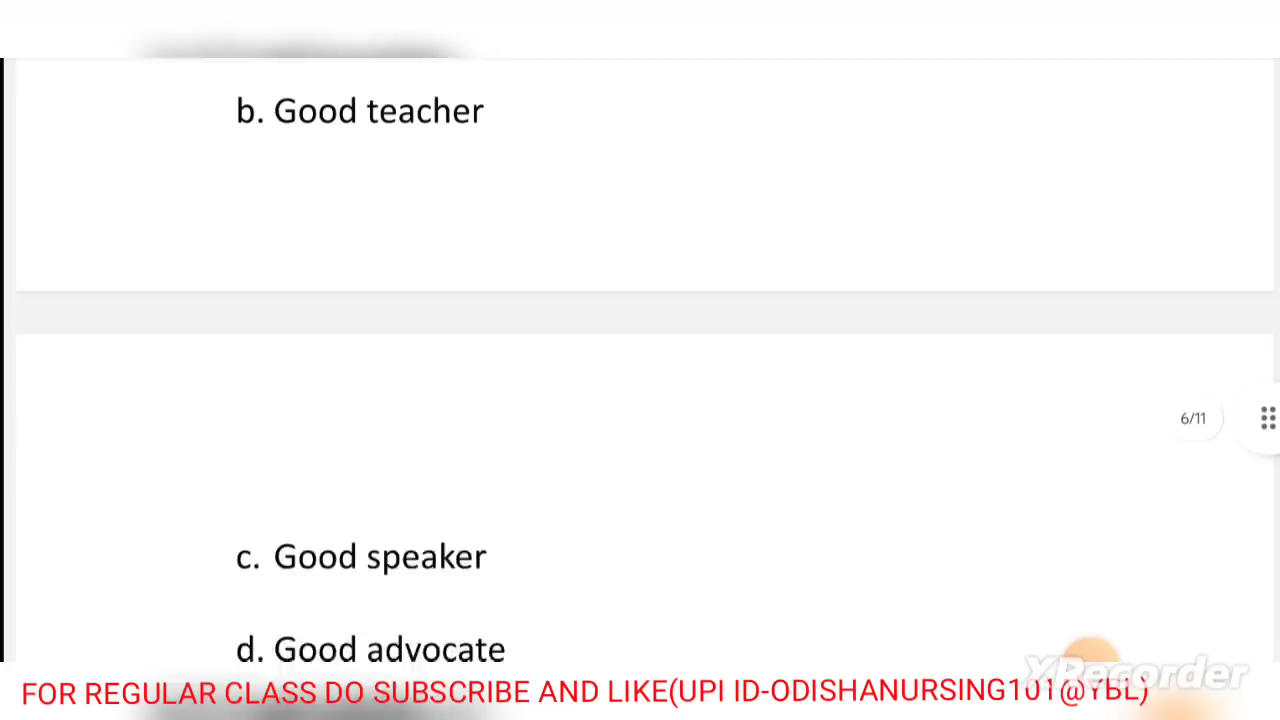 b. Good teacher
6/11
c. Good speaker
d. Good advocate
XRecorder
FOR REGULAR CLASS DO SUBSCRIBE AND LIKE(UPI ID-ODISHANURSING101@YBL)